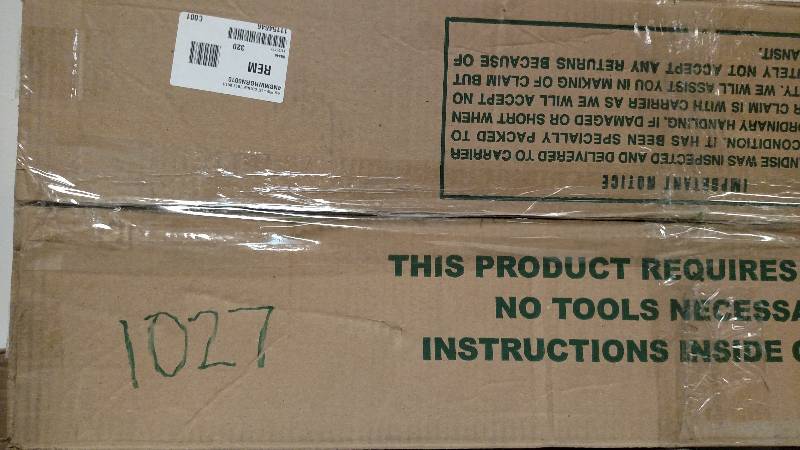 THIS PRODUCT REQUIRES
NO TOOLS NECESSA
INSTRUCTIONS INSIDE
1027
IMPORTANT NOTICE
NDISE WAS INSPECTED AND DELIVERED TO CARRIER
CONDITION. IT HAS BEEN SPECIALLY PACKED TO
ORDINARY HANDLING. IF DAMAGED OR SHORT WHEN
R CLAIM IS WITH CARRIER AS WE WILL ACCEPT NO
TY. WE WILL ASSIST YOU IN MAKING OF CLAIM BUT
TELY NOT ACCEPT ANY RETURNS BECAUSE OF
ANSIT.
REM
320
11154646
C001